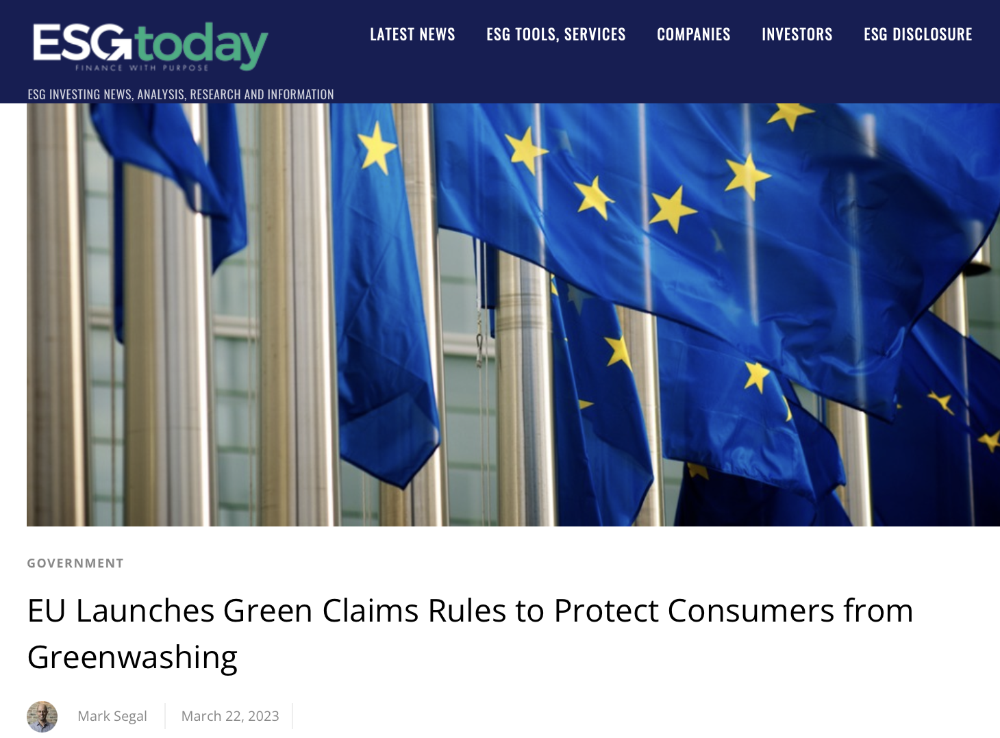 ESGtoday
FINANCE WITH PURPOSE
LATEST NEWS ESG TOOLS, SERVICES COMPANIES INVESTORS ESG DISCLOSURE
ESG INVESTING NEWS, ANALYSIS, RESEARCH AND INFORMATION
GOVERNMENT
EU Launches Green Claims Rules to Protect Consumers from
Greenwashing
Mark Segal March 22, 2023